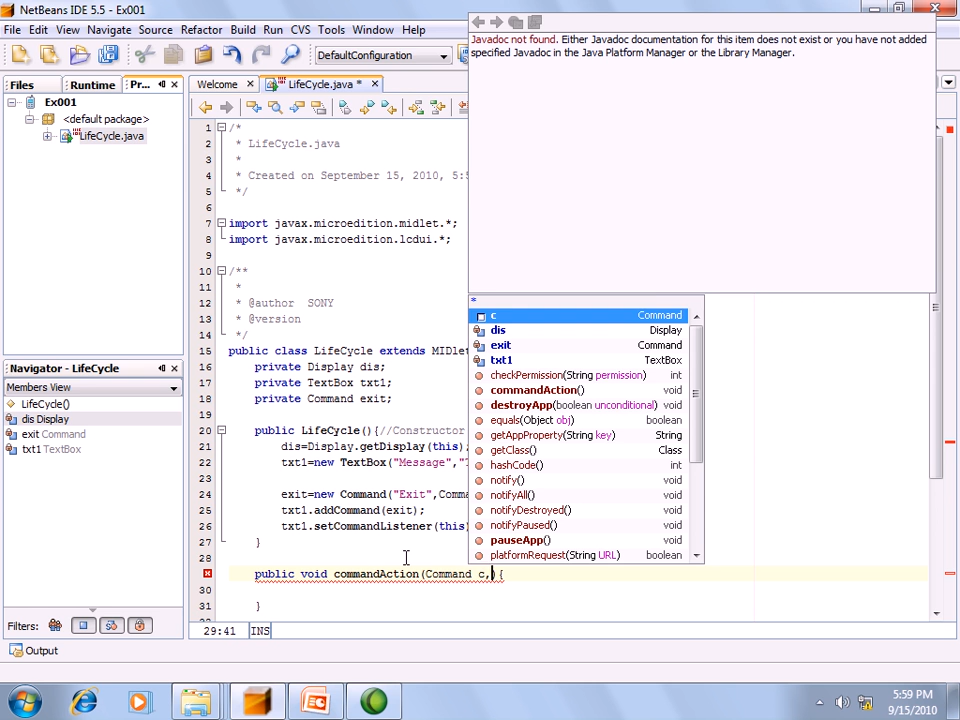 NetBeans IDE 5.5 - Ex001
File Edit View Navigate Source Refactor Build Run CVS Tools Window Help
DefaultConfiguration
Javadoc not found. Either Javadoc documentation for this item does not exist or you have not added
specified Javadoc in the Java Platform Manager or the Library Manager.
Files Runtime Pr...
Ex001
<default package>
LifeCycle.java
Navigator - LifeCycle
Members View
LifeCycle()
dis Display
exit Command
txt1 TextBox
Filters:
Welcome LifeCycle.java *
1 /*
2 * LifeCycle.java
3 *
4 * Created on September 15, 2010, 5:5
5 */
6
7 import javax.microedition.midlet.*;
8 import javax.microedition.lcdui.*;
9
10 /**
11 *
12 * @author SONY
13 * @version
14 */
15 public class LifeCycle extends MIDlet
16 private Display dis;
17 private TextBox txt1;
18 private Command exit;
19
20 public LifeCycle(){//Constructor
21 dis=Display.getDisplay(this);
22 txt1=new TextBox("Message","
23
24 exit=new Command("Exit",Comma
25 txt1.addCommand(exit);
26 txt1.setCommandListener(this)
27 }
28
public void commandAction(Command c,){
30
31 }
*
c Command
dis Display
exit Command
txt1 TextBox
checkPermission(String permission) int
commandAction() void
destroyApp(boolean unconditional) void
equals(Object obj) boolean
getAppProperty(String key) String
getClass() Class
hashCode() int
notify() void
notifyAll() void
notifyDestroyed() void
notifyPaused() void
pauseApp() void
platformRequest(String URL) boolean
29:41 INS
Output
5:59 PM
9/15/2010